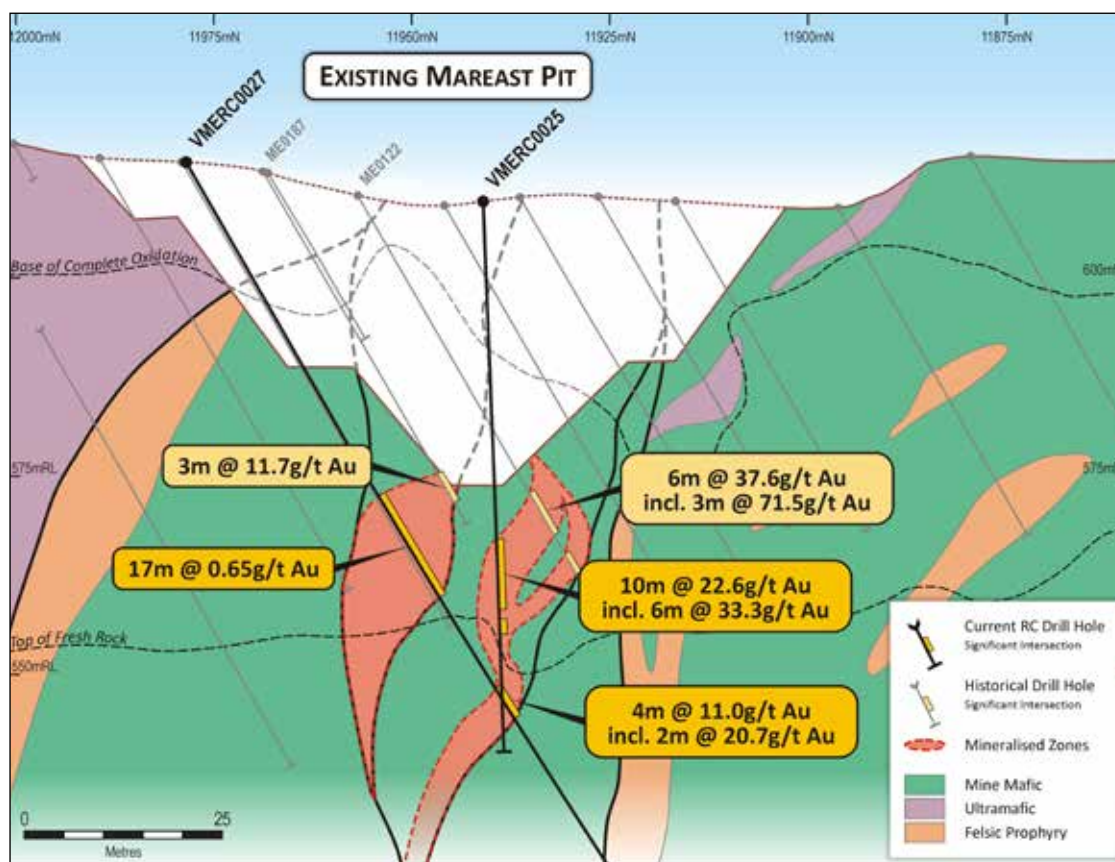 12000mN
11975mN
11950mN
11925mN
11900mN
11875mN
EXISTING MAREAST PIT
VMERC0027
ME0187
ME0122
VMERC0025
Base of Complete Oxidation
600mRL
575mRL
575mRL
3m @ 11.7g/t Au
6m @ 37.6g/t Au
incl. 3m @ 71.5g/t Au
17m @ 0.65g/t Au
10m @ 22.6g/t Au
incl. 6m @ 33.3g/t Au
Top of Fresh Rock
550mRL
4m @ 11.0g/t Au
incl. 2m @ 20.7g/t Au
Current RC Drill Hole
Significant Intersection
Historical Drill Hole
Significant Intersection
Mineralised Zones
Mine Mafic
Ultramafic
Felsic Prophyry
0
25
Metres